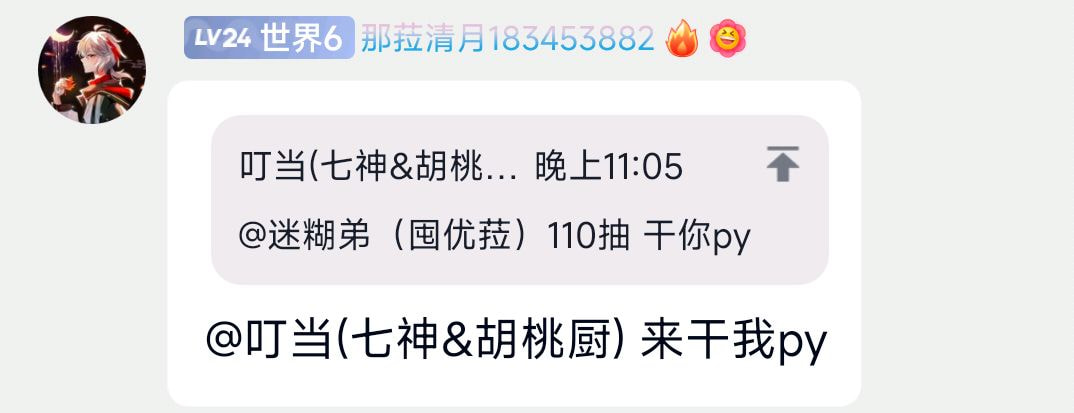 LV24 世界6 那菈清月183453882
叮当(七神&胡桃... 晚上11:05
@迷糊弟（囤优菈）110抽 干你py
@叮当(七神&胡桃厨) 来干我py